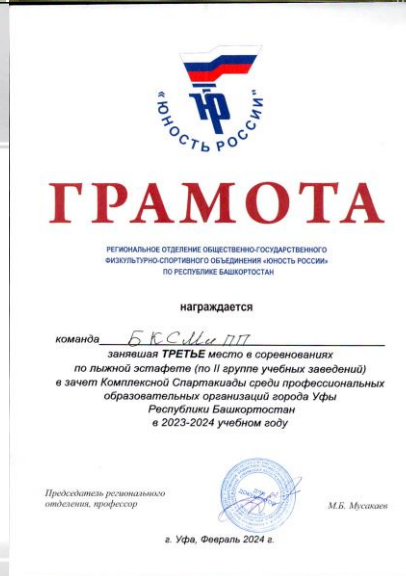 "ЮНОСТЬ РОССИИ"
ГРАМОТА
РЕГИОНАЛЬНОЕ ОТДЕЛЕНИЕ ОБЩЕСТВЕННО-ГОСУДАРСТВЕННОГО
ФИЗКУЛЬТУРНО-СПОРТИВНОГО ОБЪЕДИНЕНИЯ «ЮНОСТЬ РОССИИ»
ПО РЕСПУБЛИКЕ БАШКОРТОСТАН
награждается
команда БКСМиПП
занявшая ТРЕТЬЕ место в соревнованиях
по лыжной эстафете (по II группе учебных заведений)
в зачет Комплексной Спартакиады среди профессиональных
образовательных организаций города Уфы
Республики Башкортостан
в 2023-2024 учебном году
Председатель регионального
отделения, профессор
М.Б. Мусакаев
г. Уфа, Февраль 2024 г.